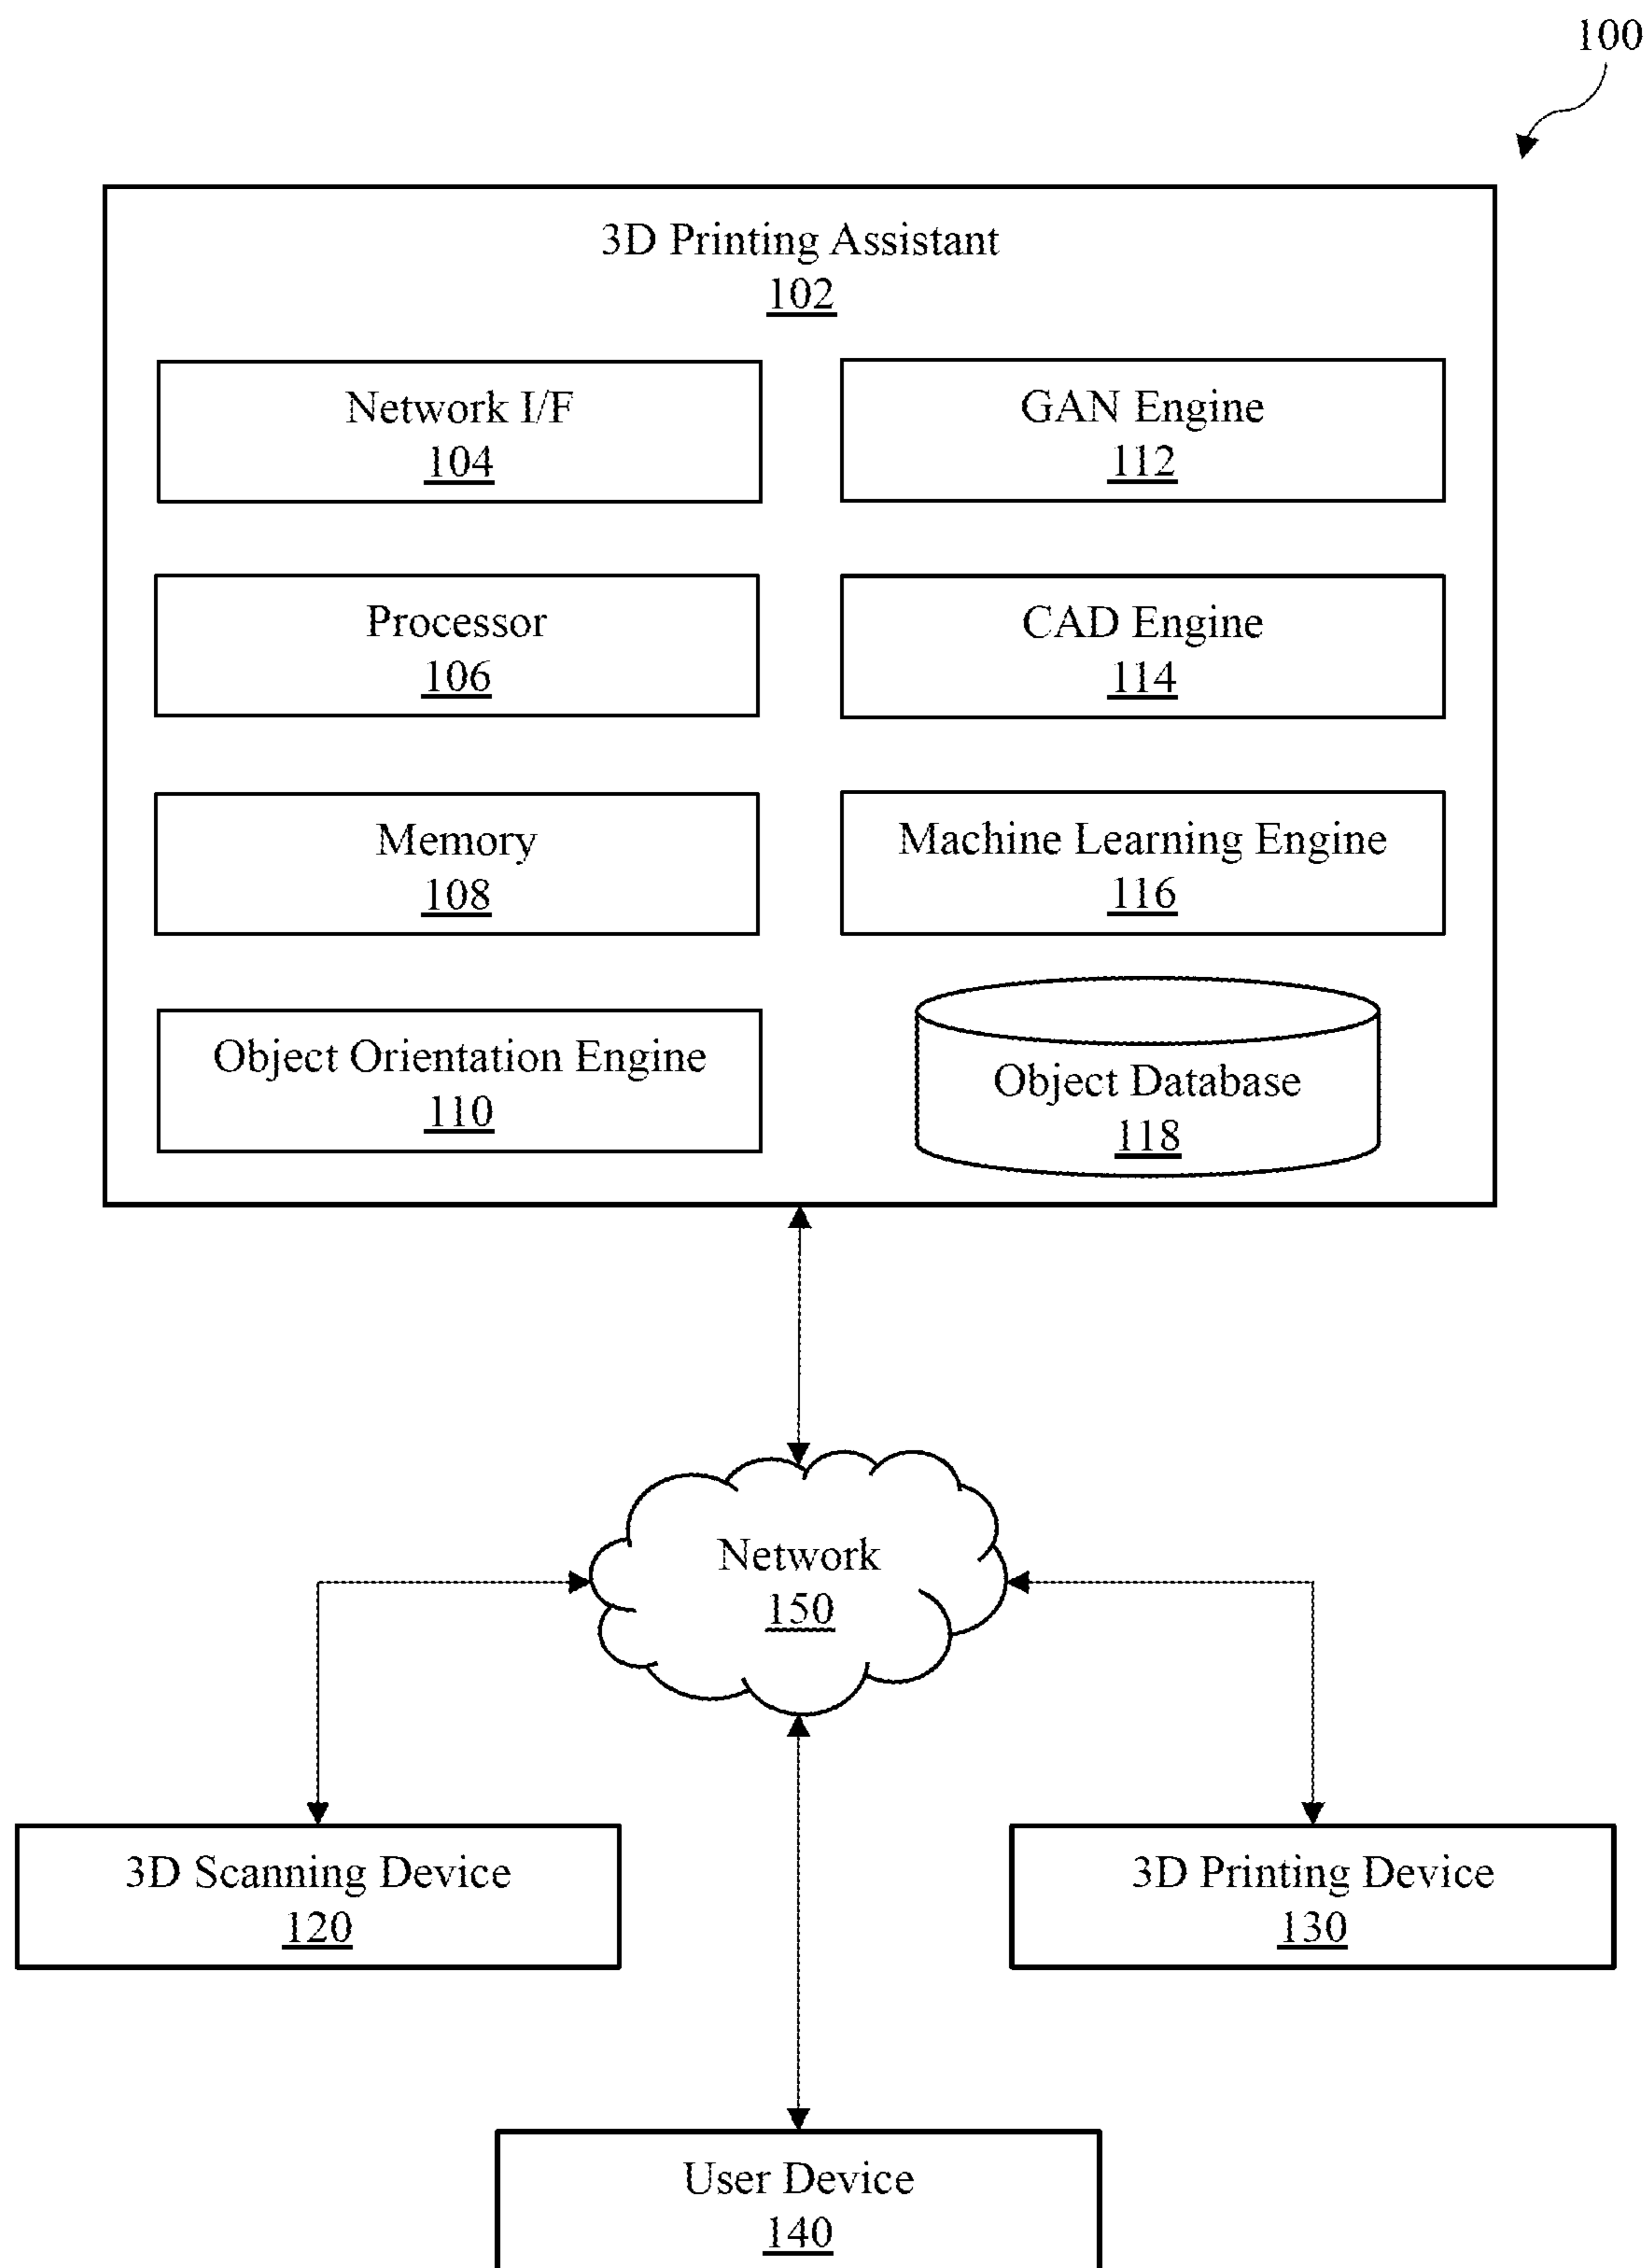 100
3D Printing Assistant
102
Network I/F
104
GAN Engine
112
Processor
106
CAD Engine
114
Memory
108
Machine Learning Engine
116
Object Orientation Engine
110
Object Database
118
Network
150
3D Scanning Device
120
3D Printing Device
130
User Device
140